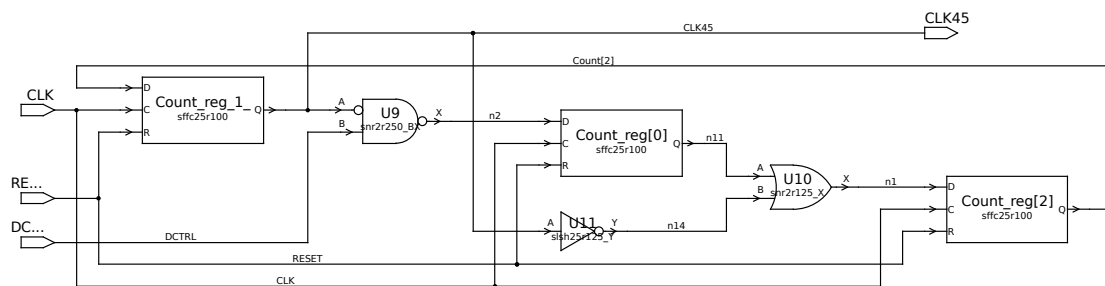 CLK45
CLK45
Count[2]
CLK
D
C
R
Count_reg_1_
sffc25r100
Q
A
B
U9
snr2r250_BX
X
n2
D
C
R
Count_reg[0]
sffc25r100
Q
n11
A
B
U10
snr2r125_X
X
n1
D
C
R
Count_reg[2]
sffc25r100
Q
RE...
DC...
DCTRL
A
U11
slsh25r125_Y
Y
n14
RESET
CLK